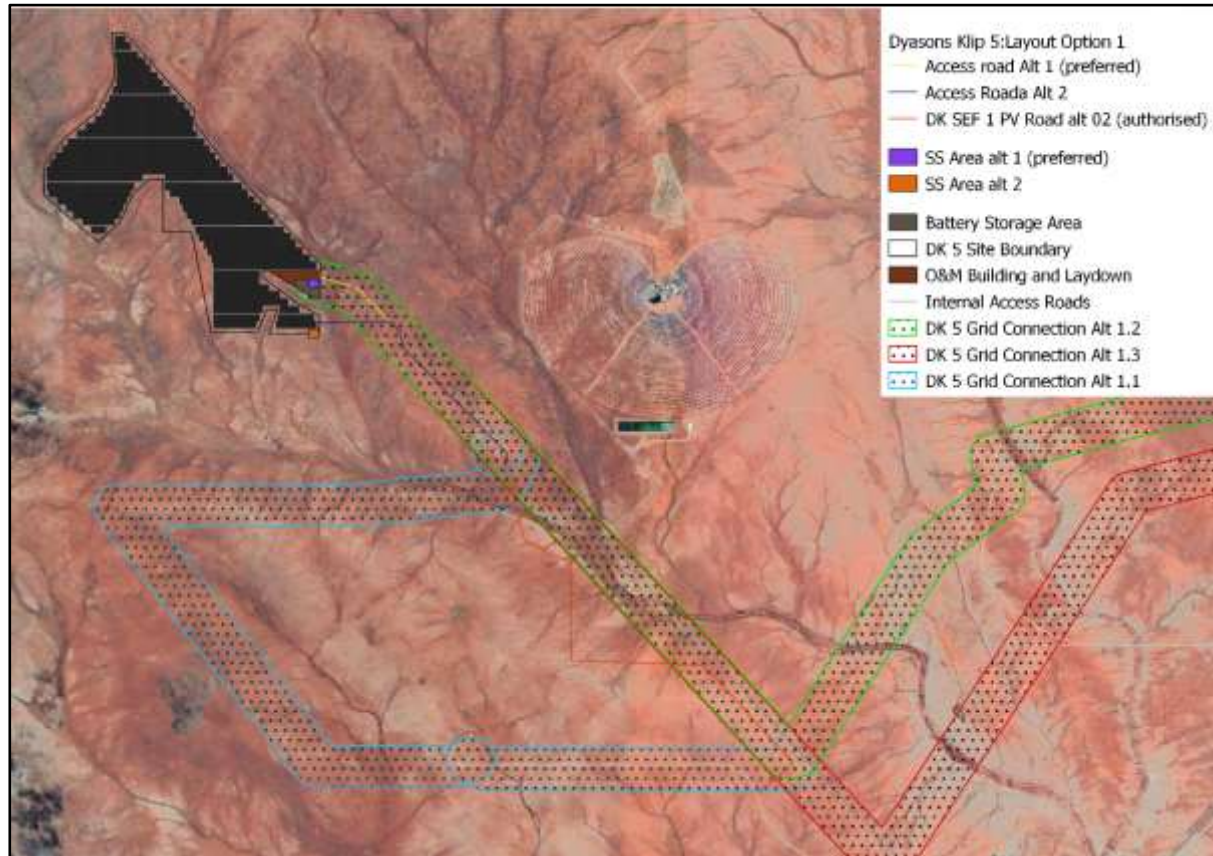 Dyasons Klip 5:Layout Option 1
Access road Alt 1 (preferred)
Access Roada Alt 2
DK SEF 1 PV Road alt 02 (authorised)
SS Area alt 1 (preferred)
SS Area alt 2
Battery Storage Area
DK 5 Site Boundary
O&M Building and Laydown
Internal Access Roads
DK 5 Grid Connection Alt 1.2
DK 5 Grid Connection Alt 1.3
DK 5 Grid Connection Alt 1.1